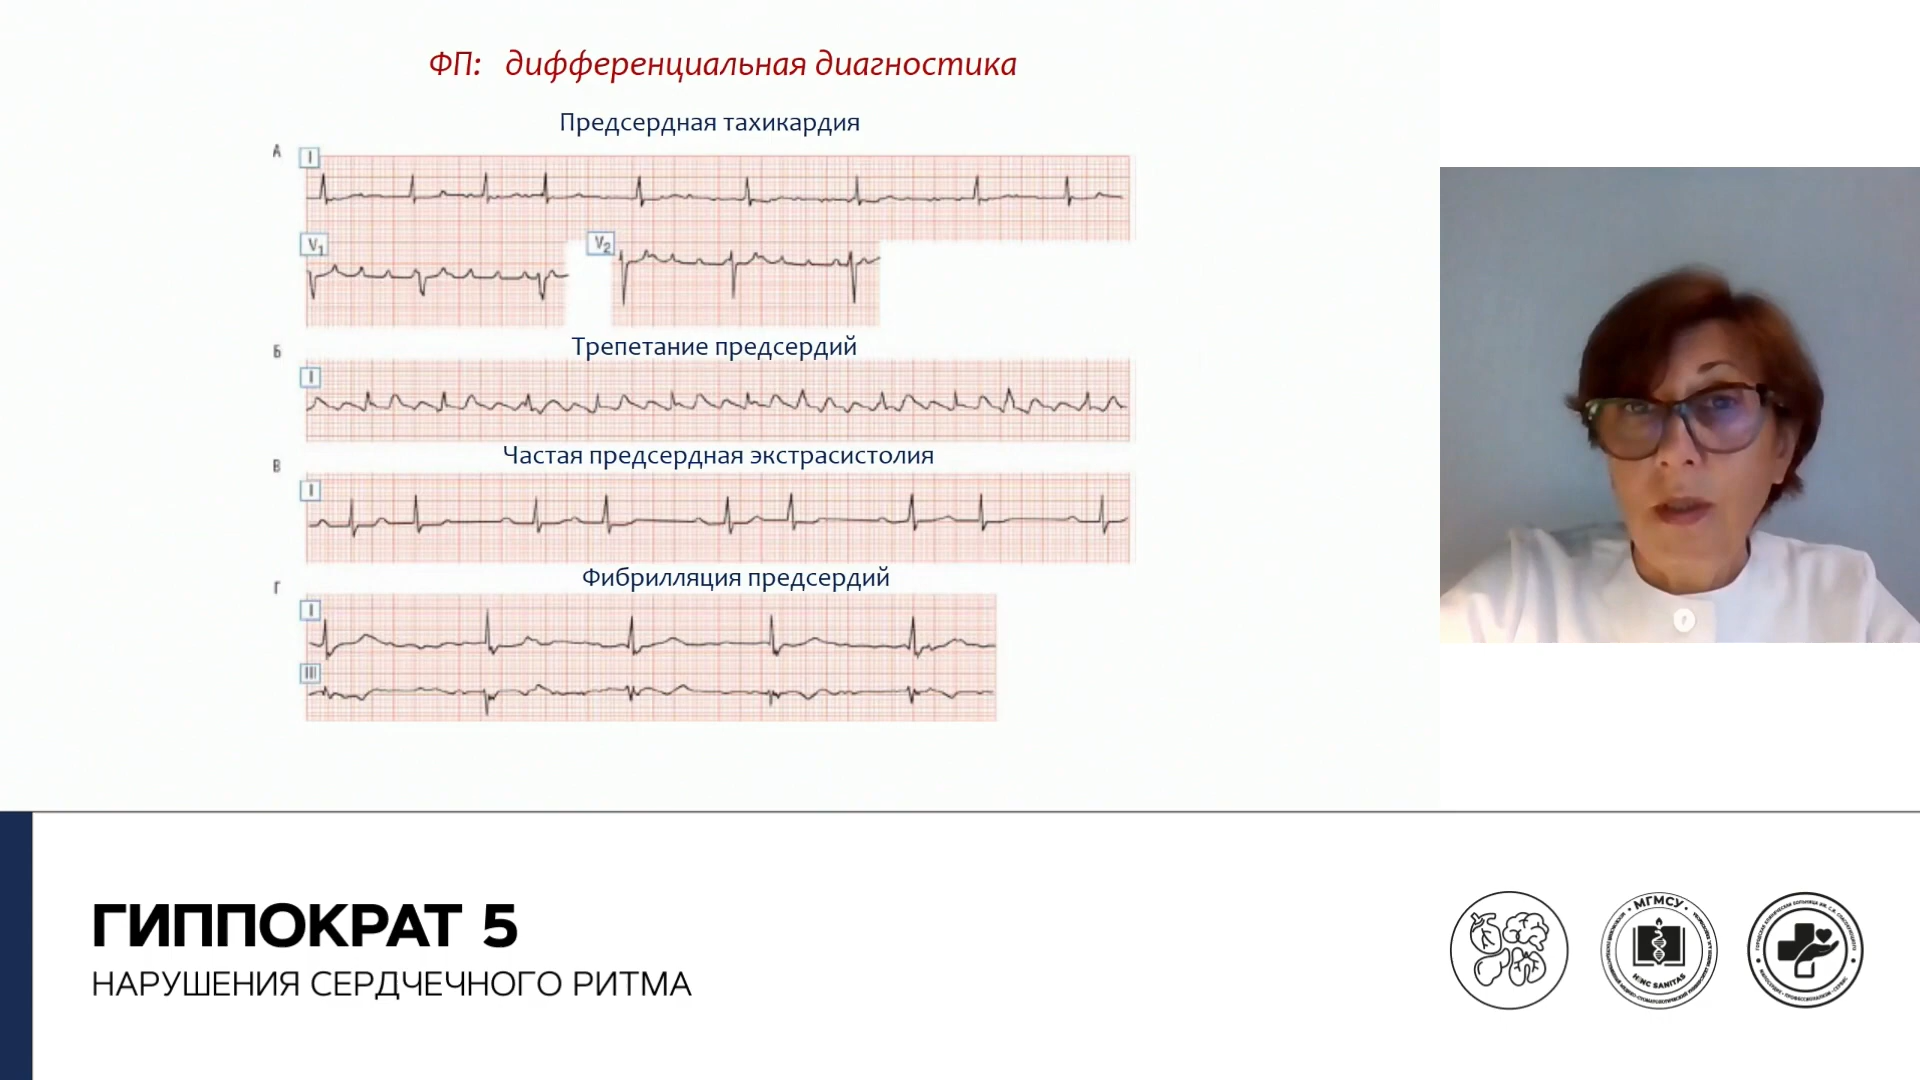 ФП: дифференциальная диагностика
Предсердная тахикардия
А
I
V1
V2
Трепетание предсердий
Б
I
Частая предсердная экстрасистолия
В
I
Фибрилляция предсердий
Г
I
III
ГИППОКРАТ 5
НАРУШЕНИЯ СЕРДЧЕЧНОГО РИТМА
МГМСУ